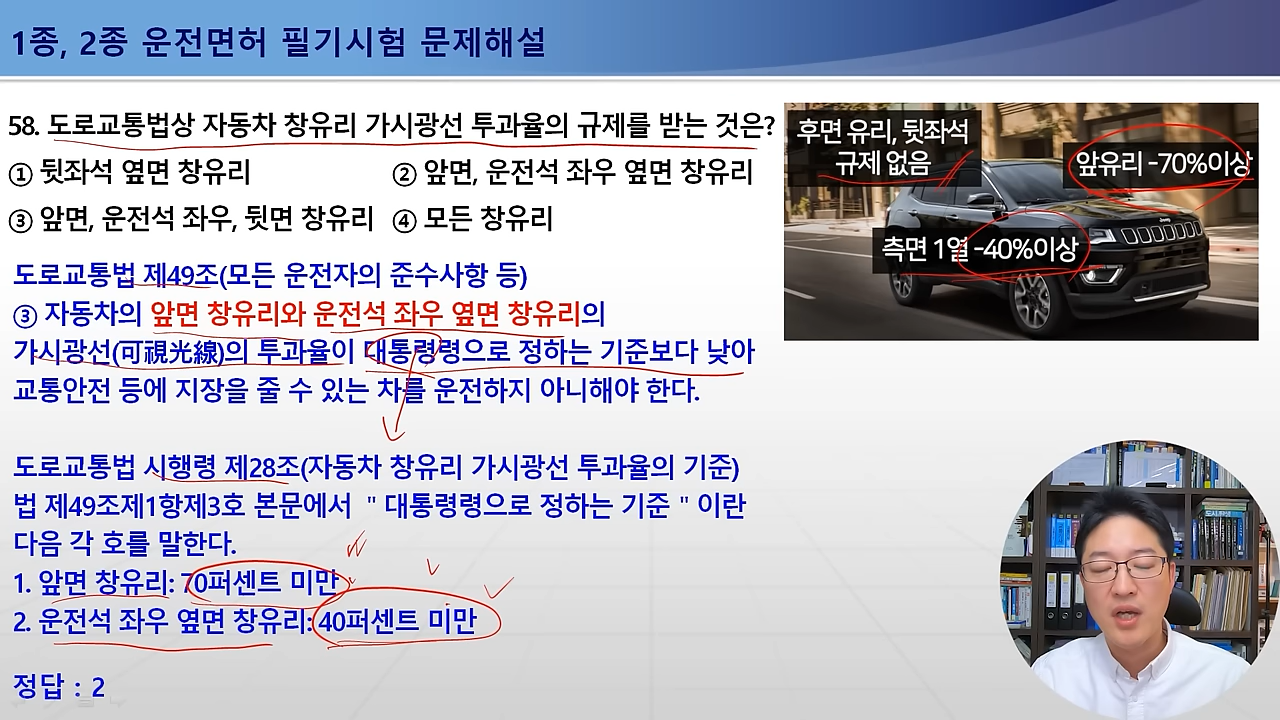 1종, 2종 운전면허 필기시험 문제해설
58. 도로교통법상 자동차 창유리 가시광선 투과율의 규제를 받는 것은?
① 뒷좌석 옆면 창유리
② 앞면, 운전석 좌우 옆면 창유리
③ 앞면, 운전석 좌우, 뒷면 창유리
④ 모든 창유리
도로교통법 제49조(모든 운전자의 준수사항 등)
③ 자동차의 앞면 창유리와 운전석 좌우 옆면 창유리의
가시광선(可視光線)의 투과율이 대통령령으로 정하는 기준보다 낮아
교통안전 등에 지장을 줄 수 있는 차를 운전하지 아니해야 한다.
도로교통법 시행령 제28조(자동차 창유리 가시광선 투과율의 기준)
법 제49조제1항제3호 본문에서 "대통령령으로 정하는 기준"이란
다음 각 호를 말한다.
1. 앞면 창유리: 70퍼센트 미만
2. 운전석 좌우 옆면 창유리: 40퍼센트 미만
정답 : 2
후면 유리, 뒷좌석
규제 없음
앞유리 -70%이상
측면 1열 -40%이상
Jeep